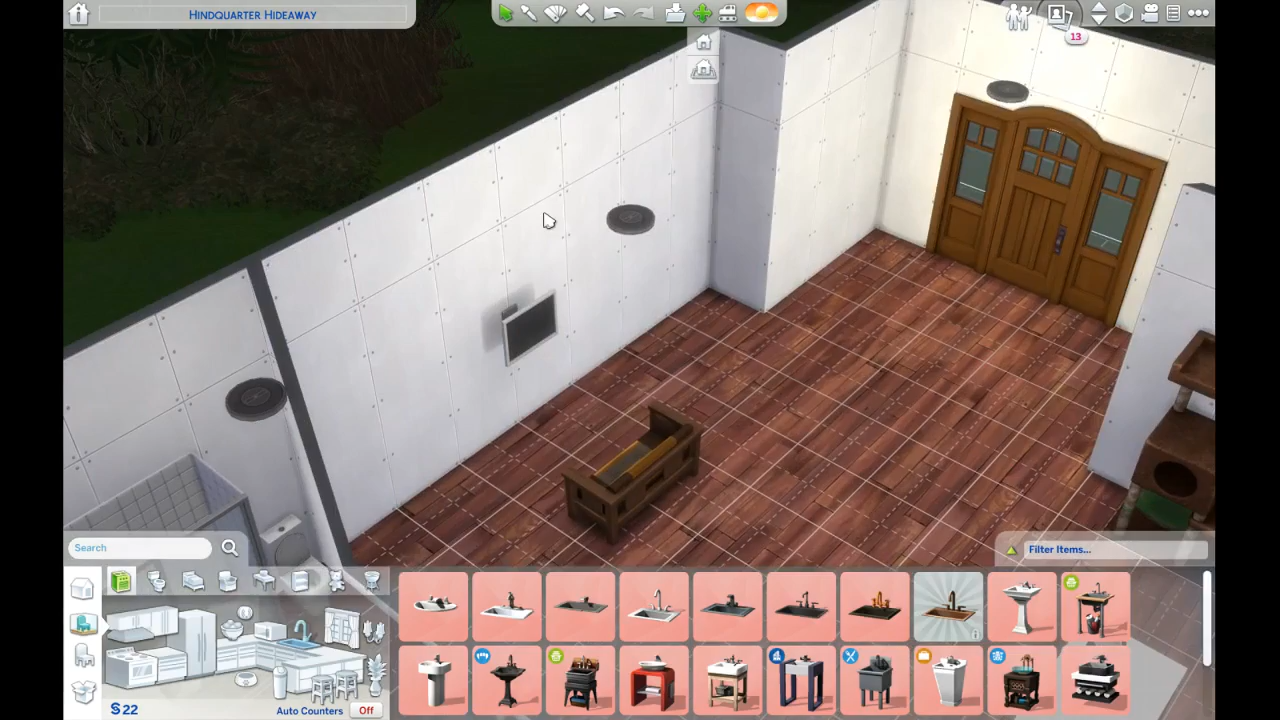 Hindquarter Hideaway
13
Search
Filter Items...
§22
Auto Counters
Off